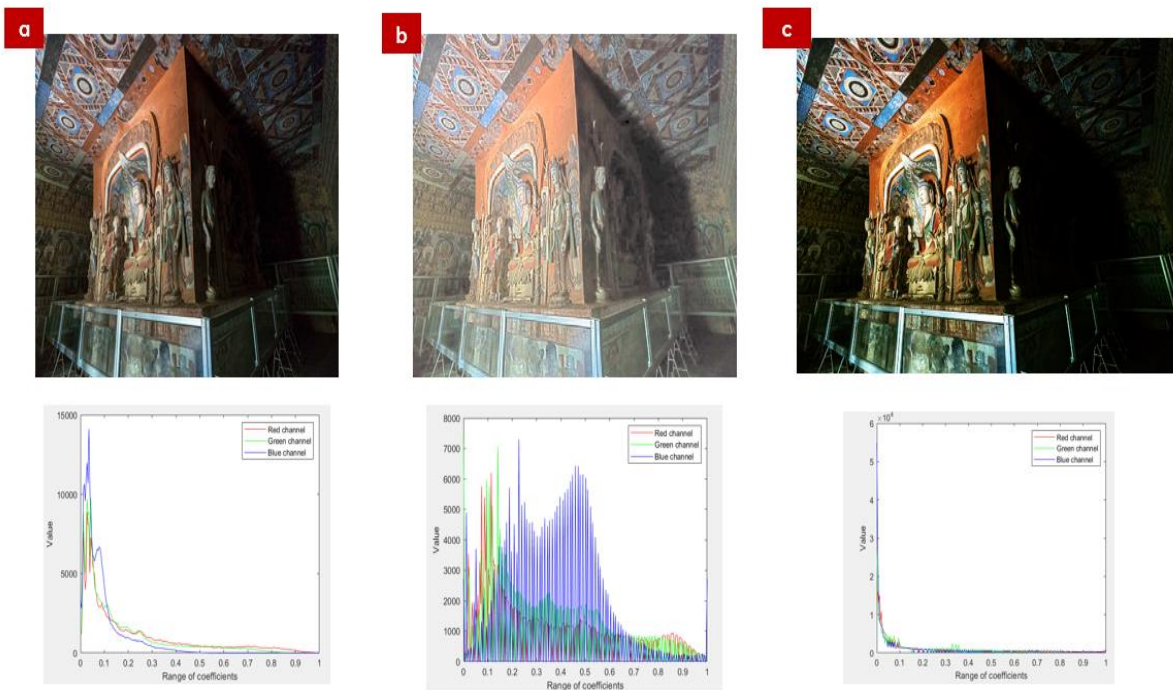 a
b
c
15000
10000
5000
0
Value
0 0.1 0.2 0.3 0.4 0.5 0.6 0.7 0.8 0.9 1
Range of coefficients
Red channel
Green channel
Blue channel
8000
7000
6000
5000
4000
3000
2000
1000
0
Value
0 0.1 0.2 0.3 0.4 0.5 0.6 0.7 0.8 0.9 1
Range of coefficients
Red channel
Green channel
Blue channel
6
5
4
3
2
1
0
Value
0 0.1 0.2 0.3 0.4 0.5 0.6 0.7 0.8 0.9 1
Range of coefficients
Red channel
Green channel
Blue channel